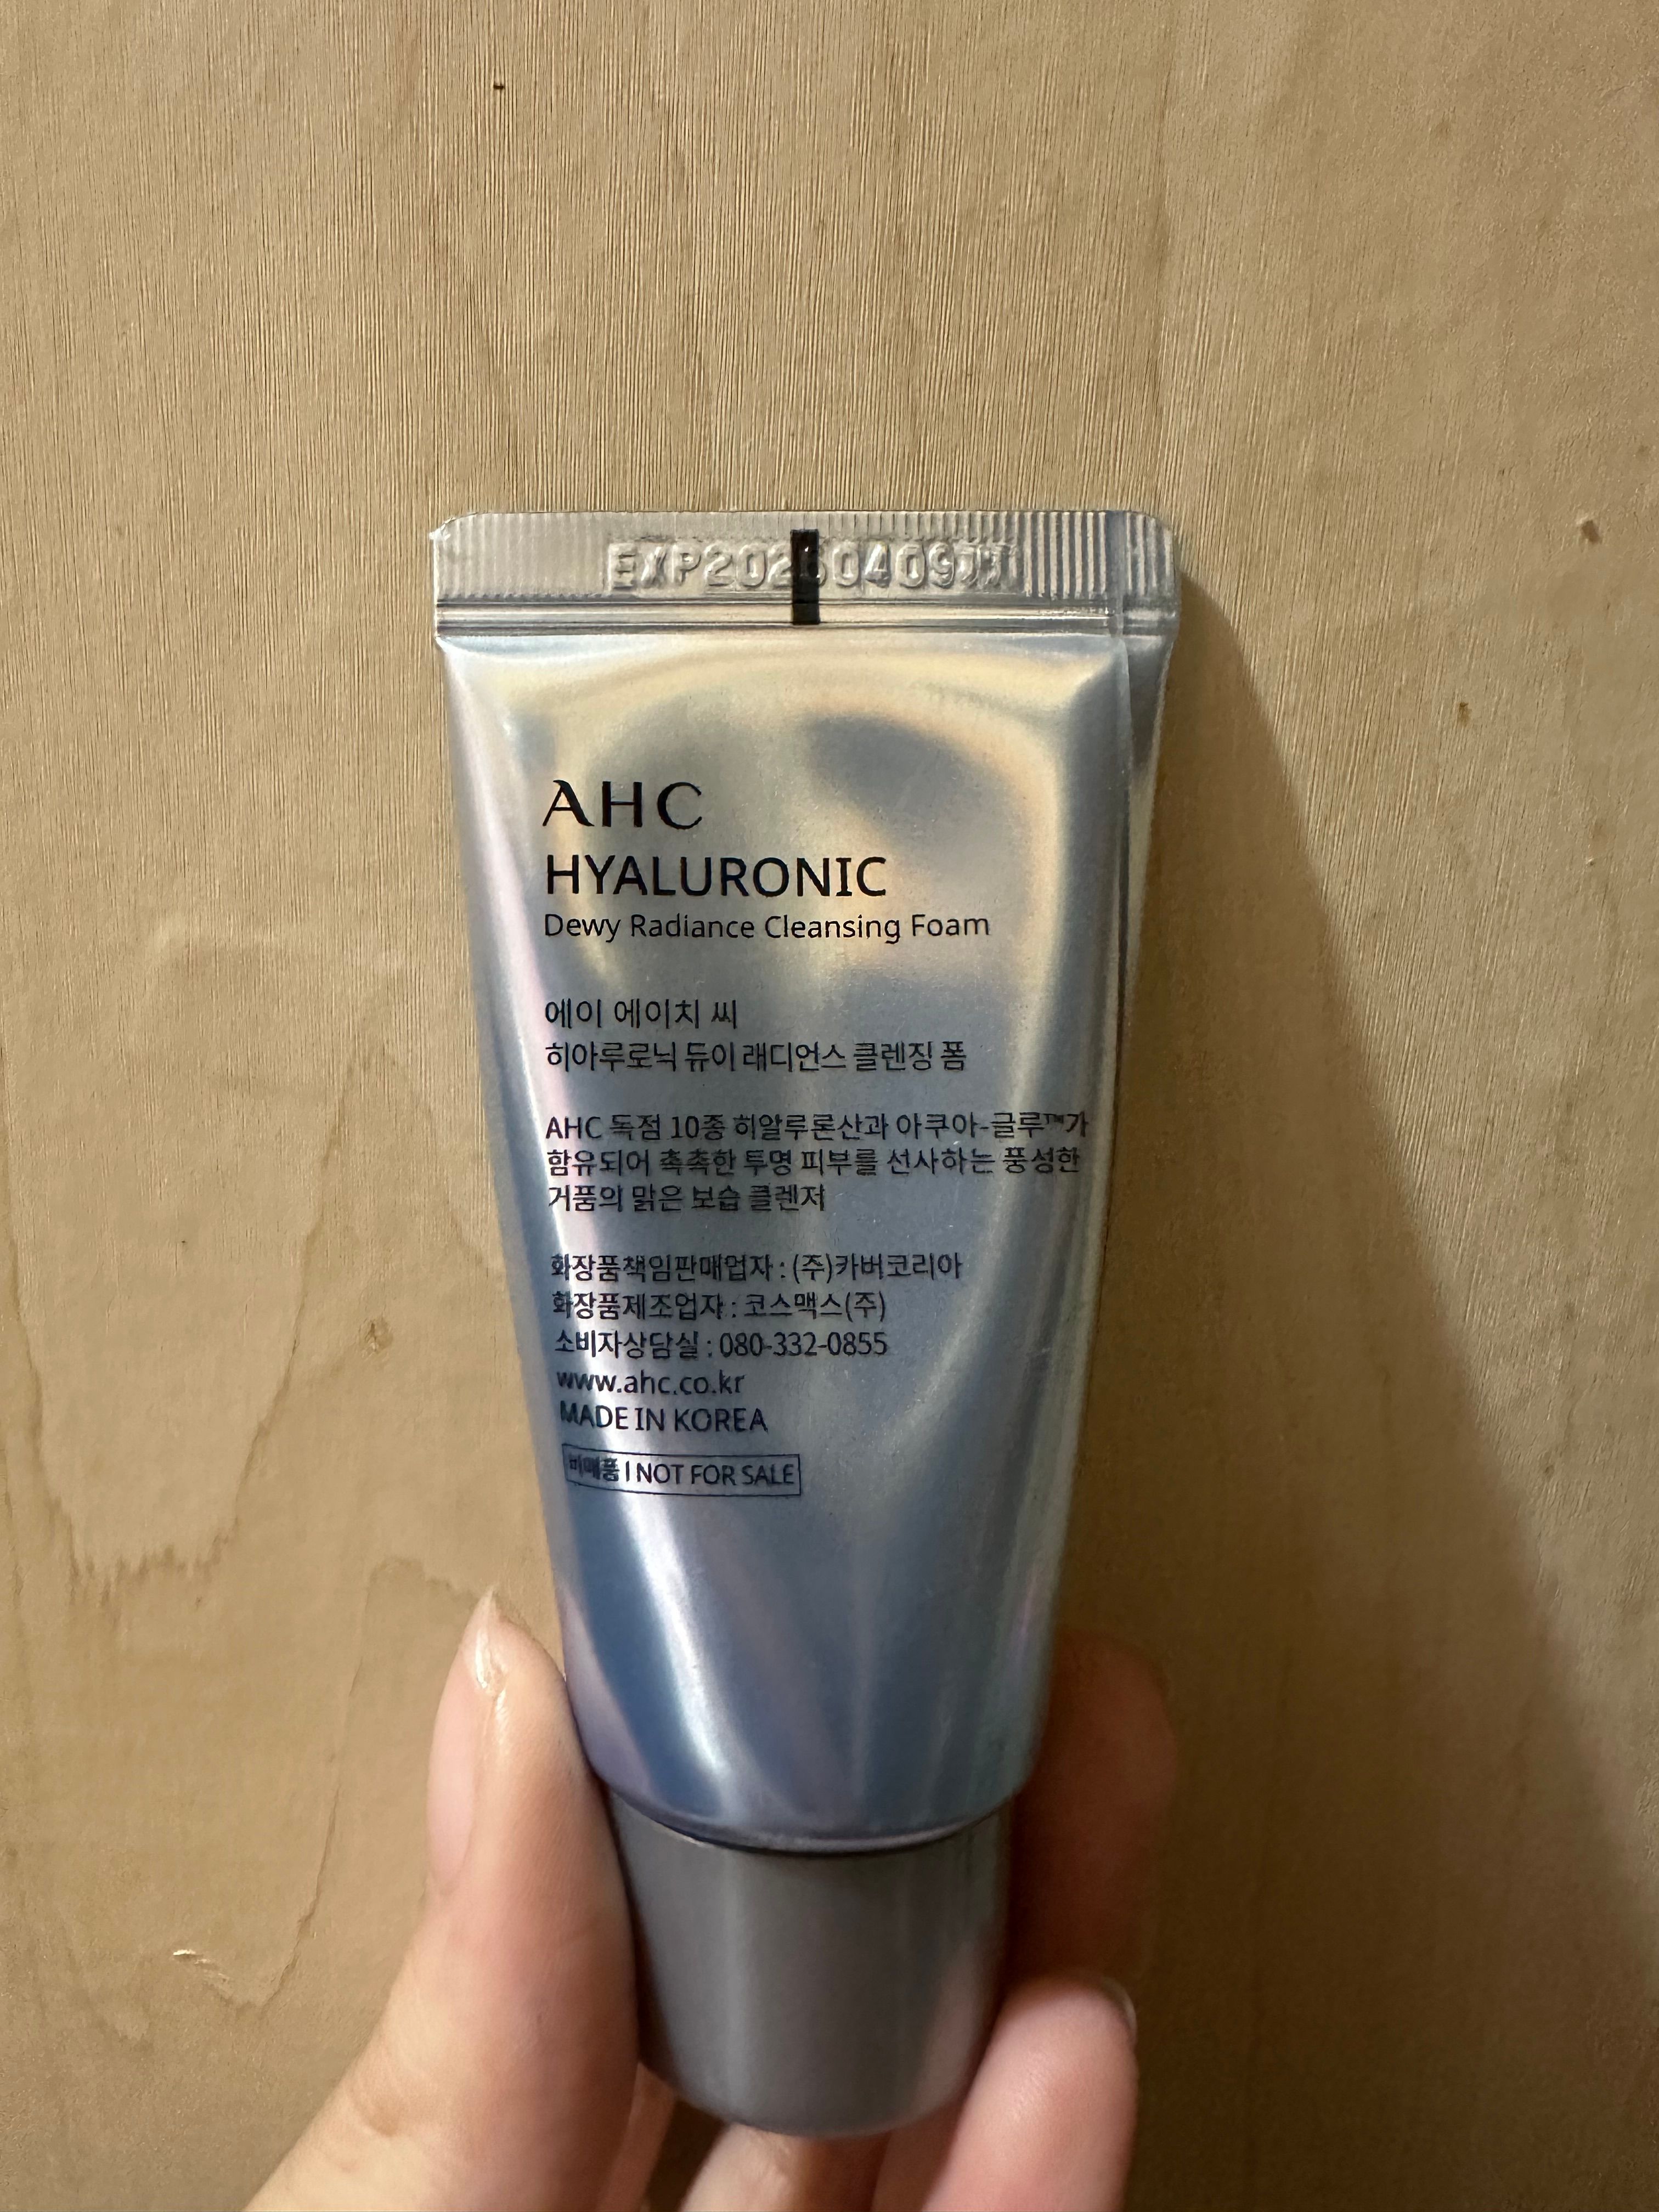 AHC
HYALURONIC
Dewy Radiance Cleansing Foam
에이 에이치 씨
히아루로닉 듀이 래디언스 클렌징 폼
AHC 독점 10종 히알루론산과 아쿠아-글루™가
함유되어 촉촉한 투명 피부를 선사하는 풍성한
거품의 맑은 보습 클렌저
화장품책임판매업자 : (주)카버코리아
화장품제조업자 : 코스맥스(주)
소비자상담실 : 080-332-0855
www.ahc.co.kr
MADE IN KOREA
비매품 | NOT FOR SALE